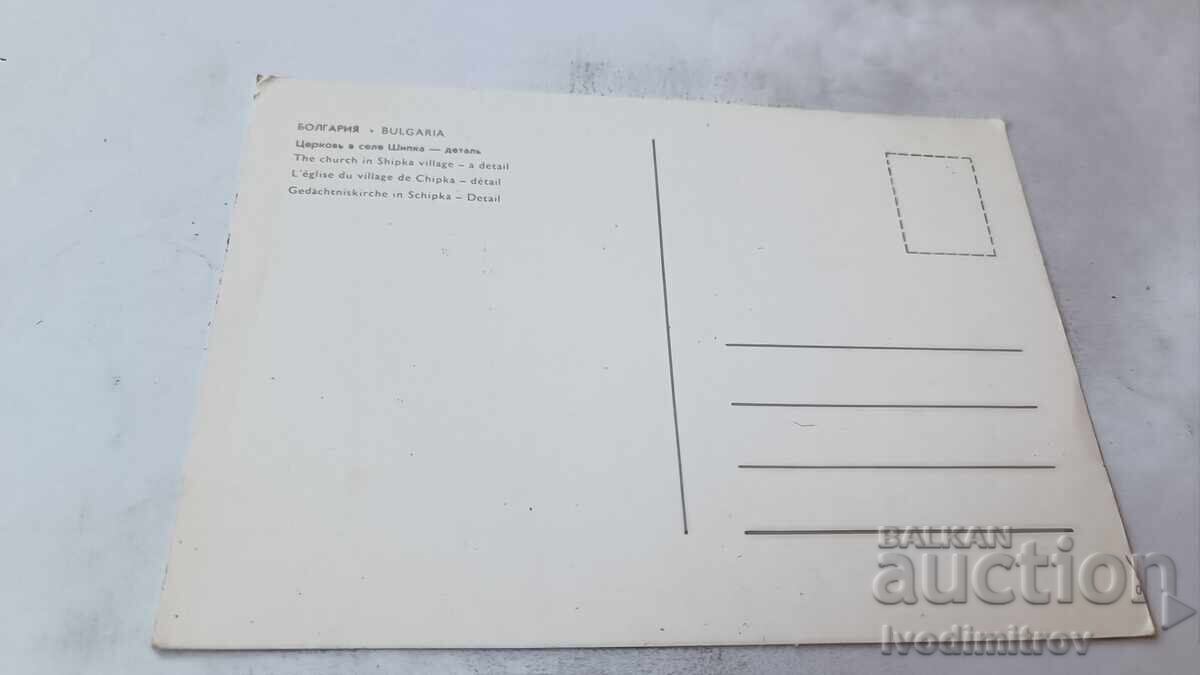 БОЛГАРИЯ • BULGARIA
Церковь в селе Шипка — деталь
The church in Shipka village – a detail
L'église du village de Chipka – détail
Gedächtniskirche in Schipka – Detail
BALKAN
auction
Ivodimitrov